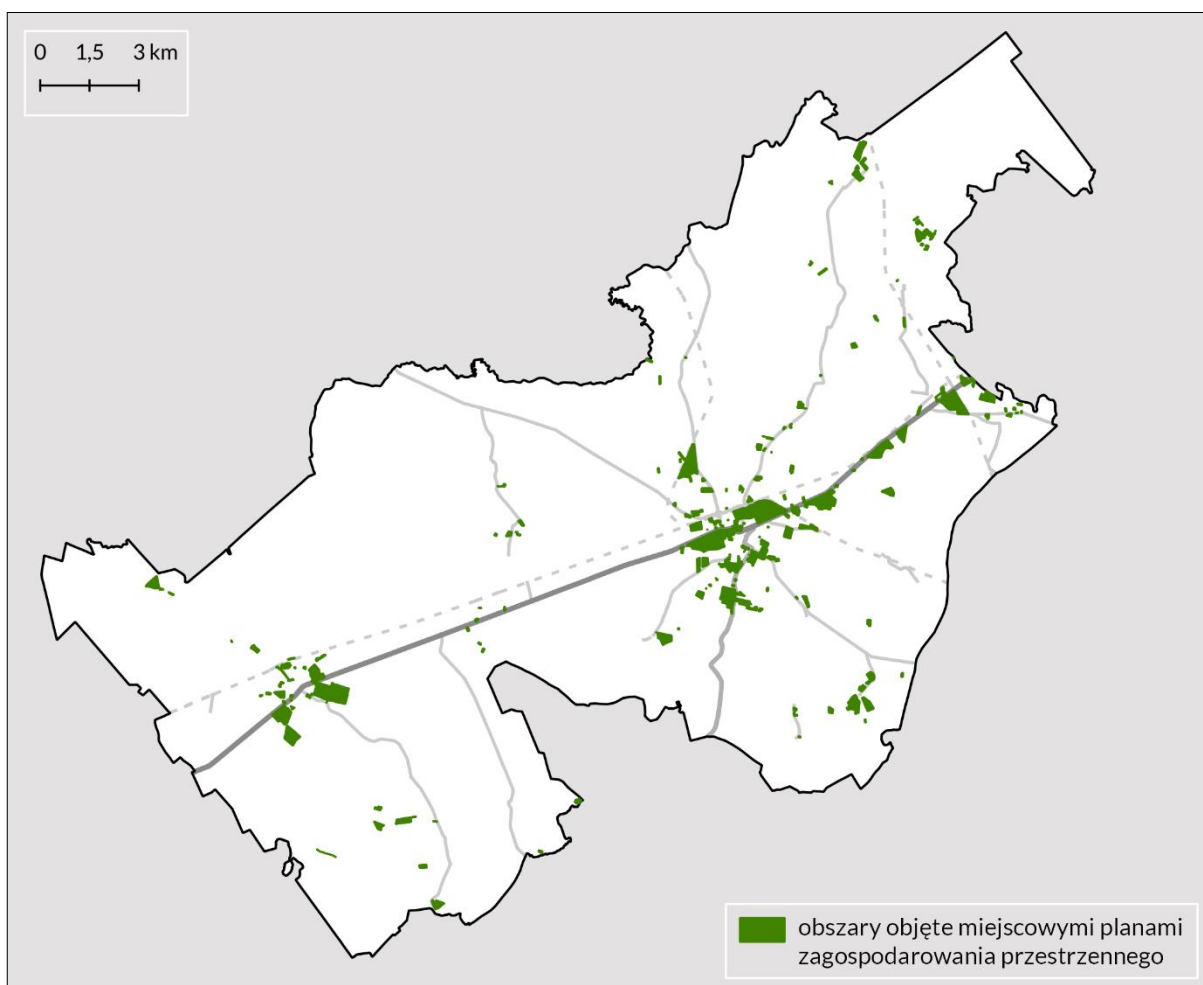 0 1,5 3 km
obszary objęte miejscowymi planami
zagospodarowania przestrzennego